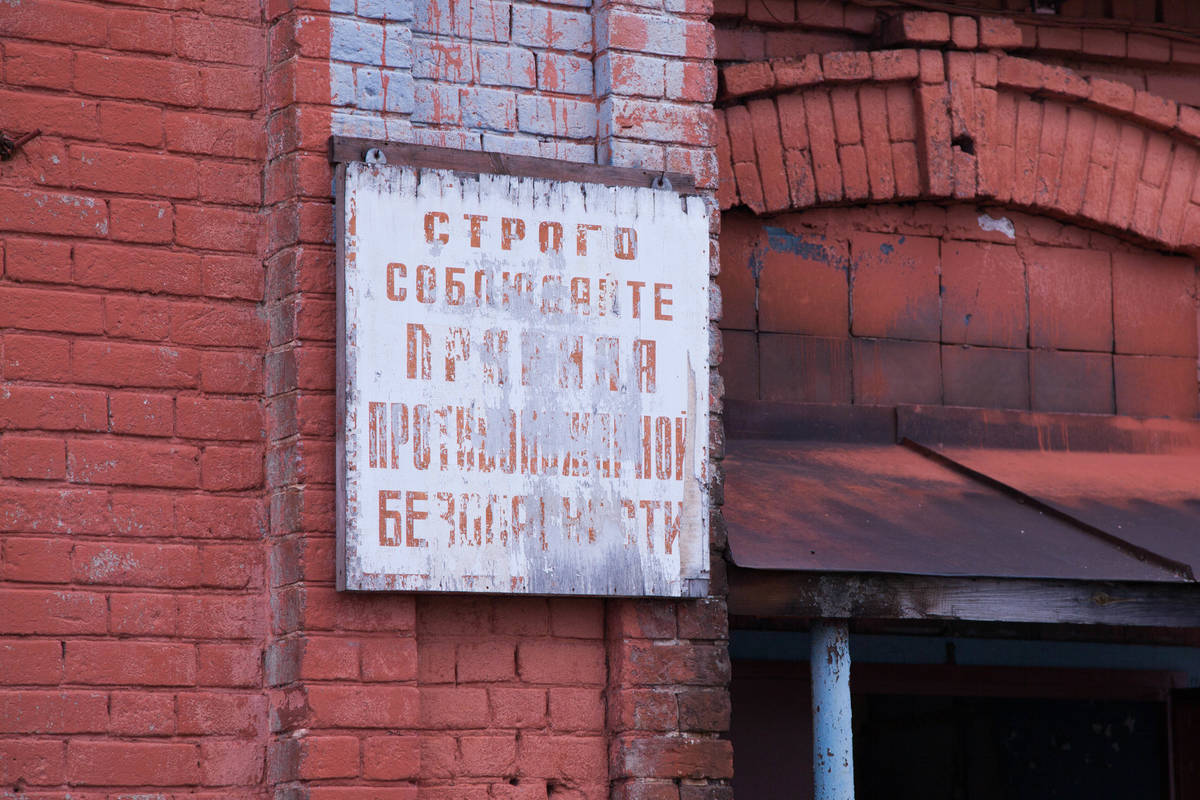 СТРОГО
СОБЛЮДАЙТЕ
ПРАВИЛА
ПРОТИВОПОЖАРНОЙ
БЕЗОПАСНОСТИ